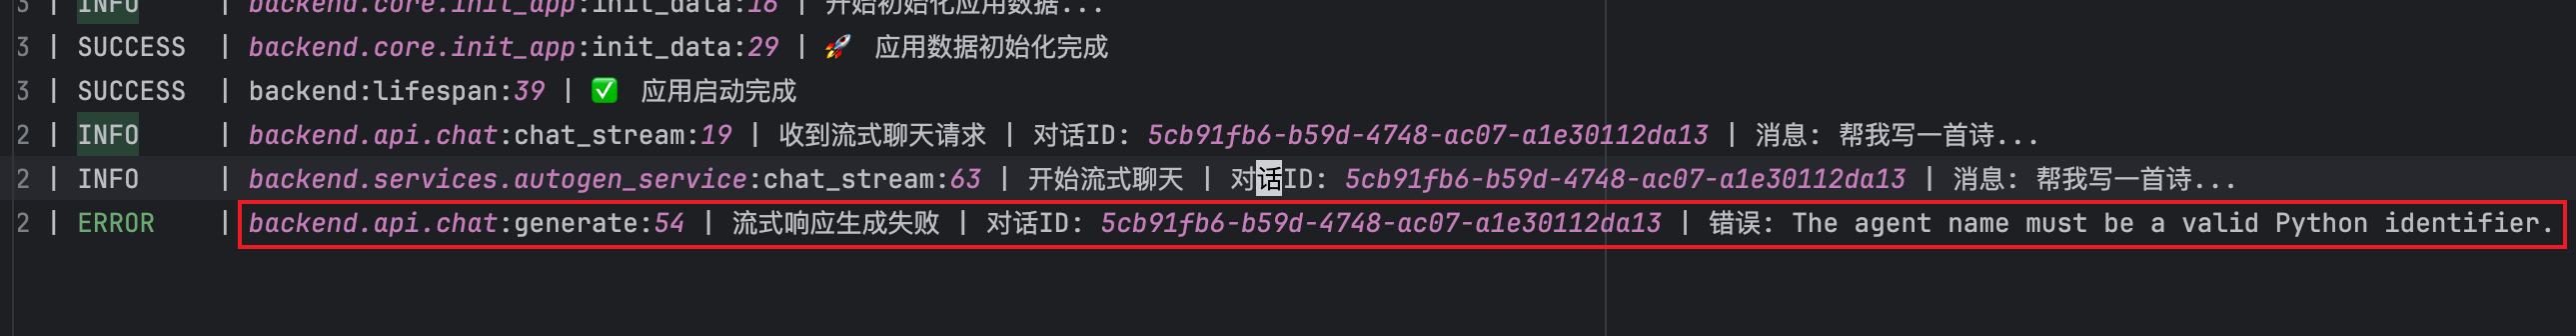 3 | INFO | backend.core.init_app:init_data:16 | 开始初始化应用数据...
3 | SUCCESS | backend.core.init_app:init_data:29 | 🚀 应用数据初始化完成
3 | SUCCESS | backend:lifespan:39 | ✅ 应用启动完成
2 | INFO | backend.api.chat:chat_stream:19 | 收到流式聊天请求 | 对话ID: 5cb91fb6-b59d-4748-ac07-a1e30112da13 | 消息: 帮我写一首诗...
2 | INFO | backend.services.autogen_service:chat_stream:63 | 开始流式聊天 | 对话ID: 5cb91fb6-b59d-4748-ac07-a1e30112da13 | 消息: 帮我写一首诗...
2 | ERROR | backend.api.chat:generate:54 | 流式响应生成失败 | 对话ID: 5cb91fb6-b59d-4748-ac07-a1e30112da13 | 错误: The agent name must be a valid Python identifier.